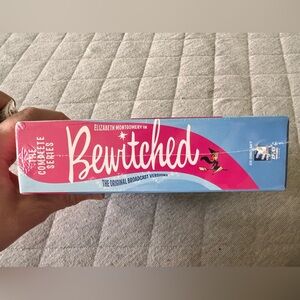 THE
COMPLETE
SERIES
ELIZABETH MONTGOMERY IN
Bewitched
THE ORIGINAL BROADCAST VERSIONS